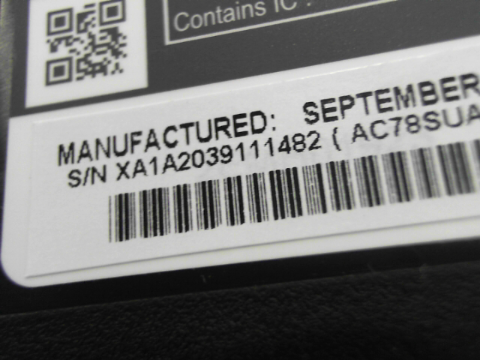 Contains IC :
MANUFACTURED: SEPTEMBER
S/N XA1A2039111482 ( AC78SUA